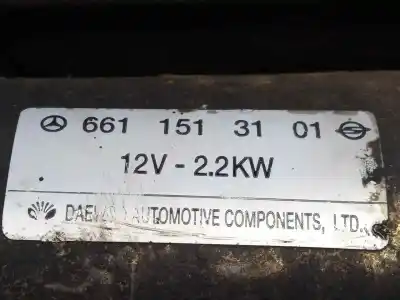 661 151 31 01
12V - 2.2KW
AUTOMOTIVE COMPONENTS, LTD.